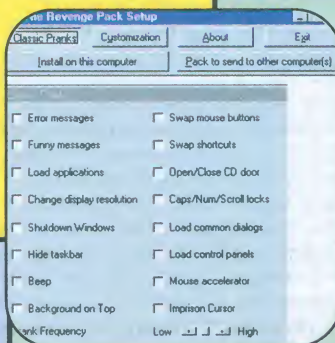 The Revenge Pack Setup
Classic Pranks Customization About Exit
Install on this computer Pack to send to other computer(s)
Error messages Swap mouse buttons
Funny messages Swap shortcuts
Load applications Open/Close CD door
Change display resolution Caps/Num/Scroll locks
Shutdown Windows Load common dialogs
Hide taskbar Load control panels
Beep Mouse accelerator
Background on Top Imprison Cursor
ank Frequency Low High